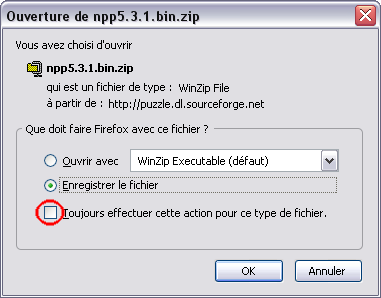 Ouverture de npp5.3.1.bin.zip
Vous avez choisi d'ouvrir
npp5.3.1.bin.zip
qui est un fichier de type : WinZip File
à partir de : http://puzzle.dl.sourceforge.net
Que doit faire Firefox avec ce fichier ?
Ouvrir avec WinZip Executable (défaut)
Enregistrer le fichier
Toujours effectuer cette action pour ce type de fichier.
OK Annuler